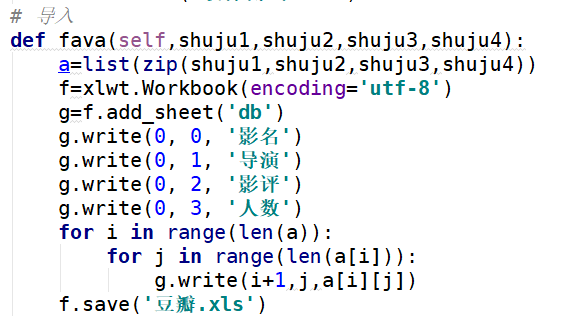 # 导入
def fava(self,shuju1,shuju2,shuju3,shuju4):
    a=list(zip(shuju1,shuju2,shuju3,shuju4))
    f=xlwt.Workbook(encoding='utf-8')
    g=f.add_sheet('db')
    g.write(0, 0, '影名')
    g.write(0, 1, '导演')
    g.write(0, 2, '影评')
    g.write(0, 3, '人数')
    for i in range(len(a)):
        for j in range(len(a[i])):
            g.write(i+1,j,a[i][j])
    f.save('豆瓣.xls')